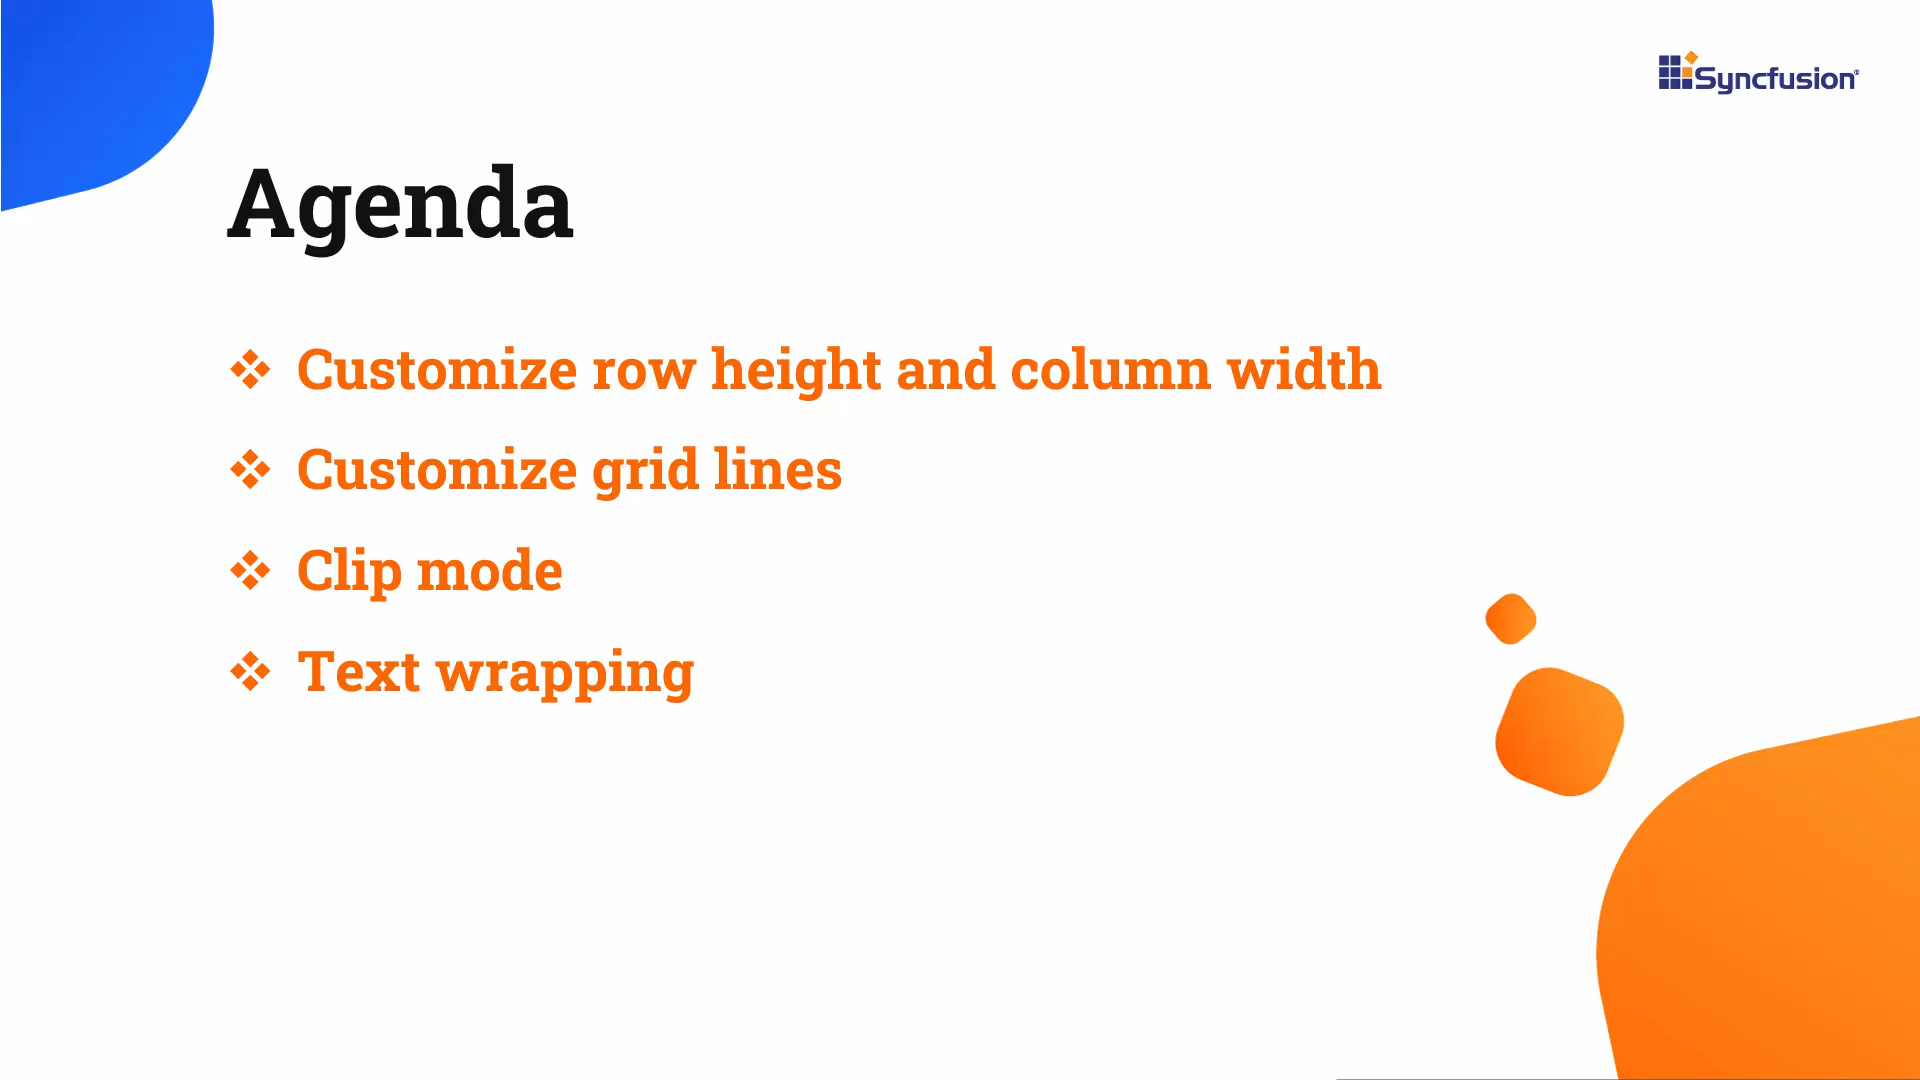 Syncfusion®
Agenda
❖ Customize row height and column width
❖ Customize grid lines
❖ Clip mode
❖ Text wrapping